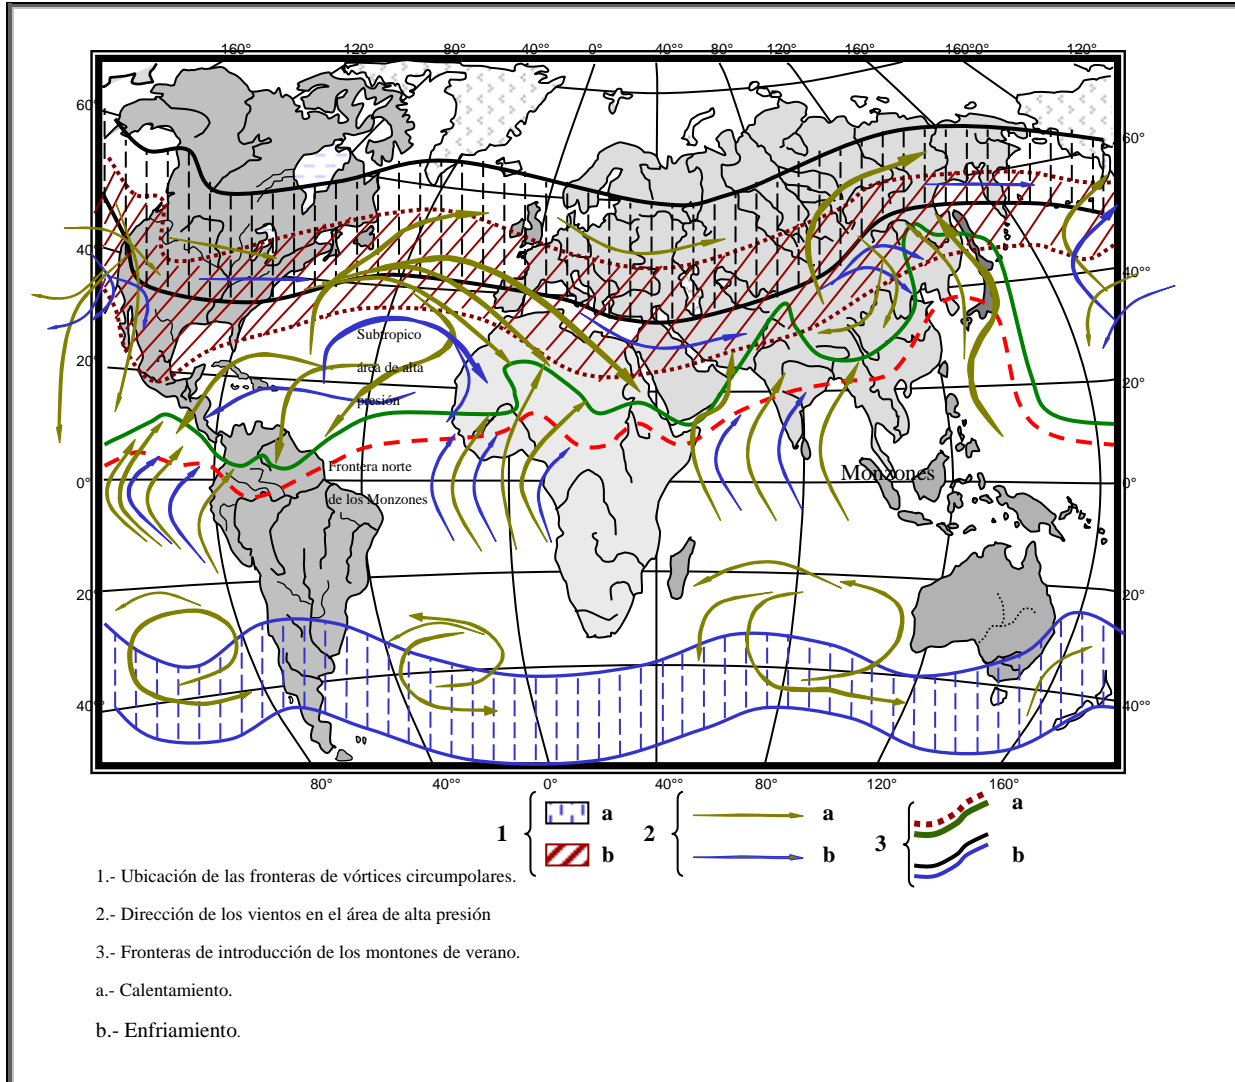 160° 120° 80° 40° 0° 40°° 80° 120° 160° 160°0° 120°
60° 60°
40° 40°°
20° 20°
Subtropico
área de alta
presión
Frontera norte
de los Monzones
Monzones
0° 0°
20° 20°
40° 40°°
80° 40°° 0° 40°° 80° 120° 160°
1 a 2 a 3 a
b b b
1.- Ubicación de las fronteras de vórtices circumpolares.
2.- Dirección de los vientos en el área de alta presión
3.- Fronteras de introducción de los montones de verano.
a.- Calentamiento.
b.- Enfriamiento.